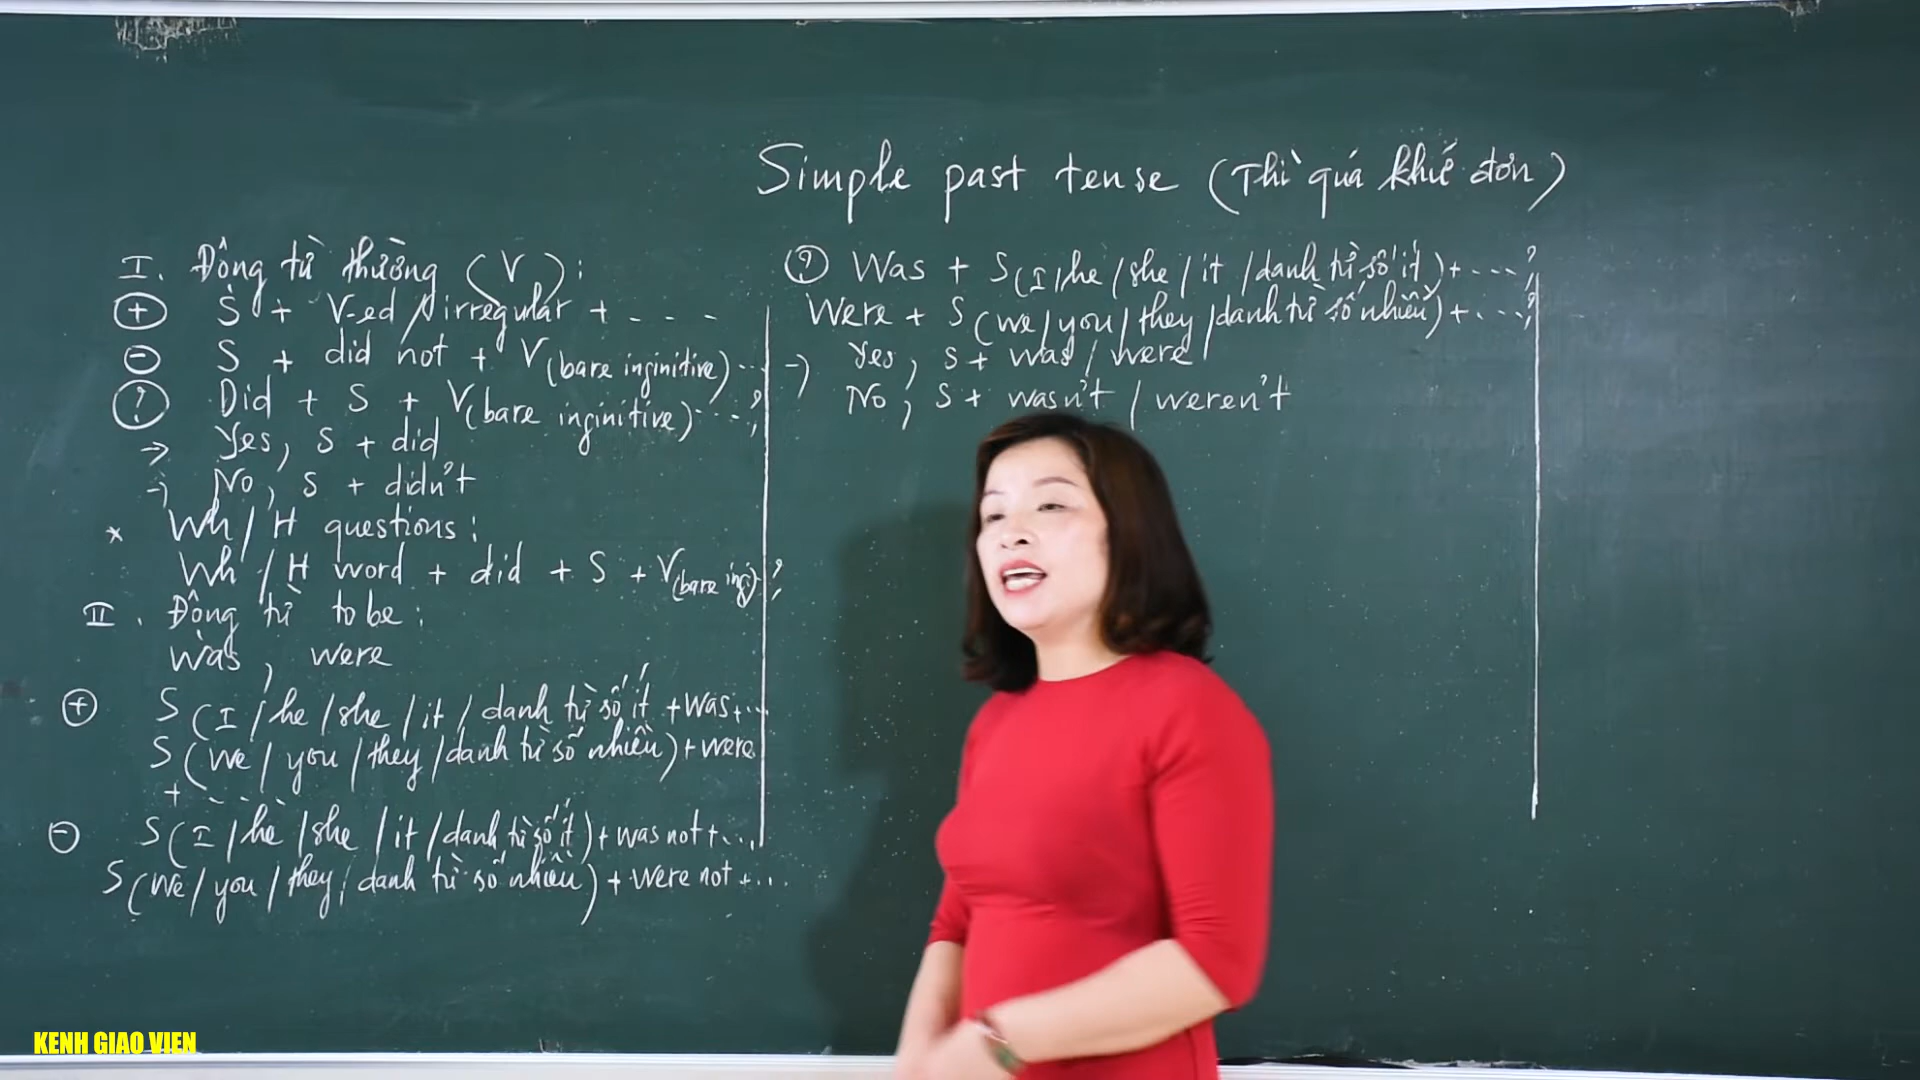 Simple past tense (Thì quá khứ đơn)
I. Động từ thường (V):
(+) S + V-ed / irregular + ....
(-) S + did not + V(bare infinitive)...
(?) Did + S + V(bare infinitive)...?
→ Yes, S + did
→ No, S + didn't
* Wh / H questions:
Wh / H word + did + S + V(bare inf)?
II. Động từ to be:
Was, were
(+) S (I / he / she / it / danh từ số ít + was + ...
S (we / you / they / danh từ số nhiều) + were
+ ....
(-) S (I / he / she / it / danh từ số ít) + was not + ...
S (we / you / they / danh từ số nhiều) + were not + ...
(?) Was + S (I / he / she / it / danh từ số ít) + ....?
Were + S (we / you / they / danh từ số nhiều) + ....?
→ Yes, S + was / were
No, S + wasn't / weren't
KENH GIAO VIEN